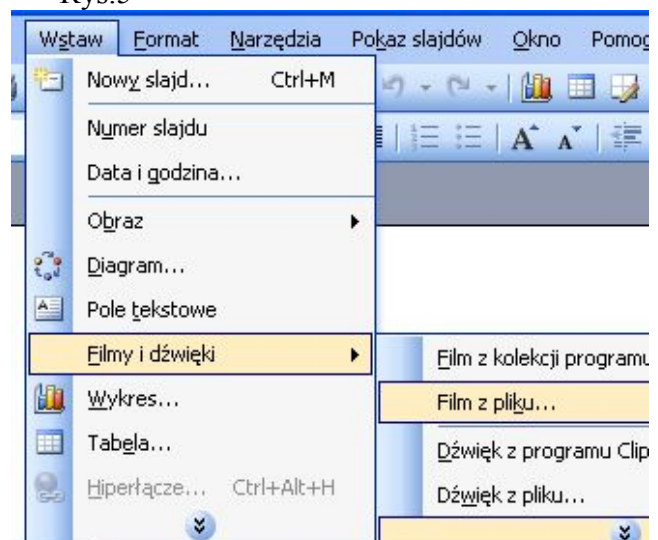 Rys.5
Wstaw Format Narzędzia Pokaz slajdów Okno
Nowy slajd... Ctrl+M
Numer slajdu
Data i godzina...
Obraz
Diagram...
Pole tekstowe
Filmy i dźwięki
Film z kolekcji programu
Wykres...
Film z pliku...
Tabela...
Dźwięk z programu Clip
Hiperłącze... Ctrl+Alt+H
Dźwięk z pliku...